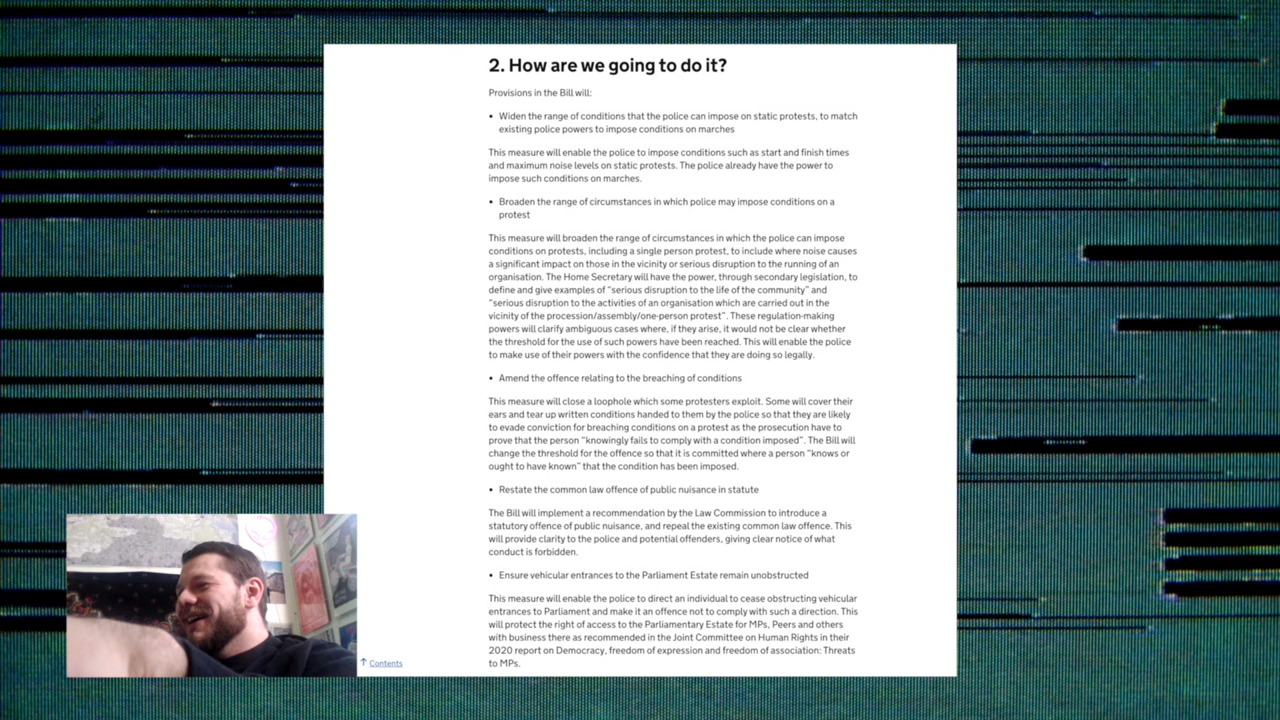 2. How are we going to do it?
Provisions in the Bill will:
• Widen the range of conditions that the police can impose on static protests, to match
existing police powers to impose conditions on marches
This measure will enable the police to impose conditions such as start and finish times
and maximum noise levels on static protests. The police already have the power to
impose such conditions on marches.
• Broaden the range of circumstances in which police may impose conditions on a
protest
This measure will broaden the range of circumstances in which the police can impose
conditions on protests, including a single person protest, to include where noise causes
a significant impact on those in the vicinity or serious disruption to the running of an
organisation. The Home Secretary will have the power, through secondary legislation, to
define and give examples of “serious disruption to the life of the community” and
“serious disruption to the activities of an organisation which are carried out in the
vicinity of the procession/assembly/one-person protest”. These regulation-making
powers will clarify ambiguous cases where, if they arise, it would not be clear whether
the threshold for the use of such powers have been reached. This will enable the police
to make use of their powers with the confidence that they are doing so legally.
• Amend the offence relating to the breaching of conditions
This measure will close a loophole which some protesters exploit. Some will cover their
ears and tear up written conditions handed to them by the police so that they are likely
to evade conviction for breaching conditions on a protest as the prosecution have to
prove that the person “knowingly fails to comply with a condition imposed”. The Bill will
change the threshold for the offence so that it is committed where a person “knows or
ought to have known” that the condition has been imposed.
• Restate the common law offence of public nuisance in statute
The Bill will implement a recommendation by the Law Commission to introduce a
statutory offence of public nuisance, and repeal the existing common law offence. This
will provide clarity to the police and potential offenders, giving clear notice of what
conduct is forbidden.
• Ensure vehicular entrances to the Parliament Estate remain unobstructed
This measure will enable the police to direct an individual to cease obstructing vehicular
entrances to Parliament and make it an offence not to comply with such a direction. This
will protect the right of access to the Parliamentary Estate for MPs, Peers and others
with business there as recommended in the Joint Committee on Human Rights in their
2020 report on Democracy, freedom of expression and freedom of association: Threats
to MPs.
↑ Contents